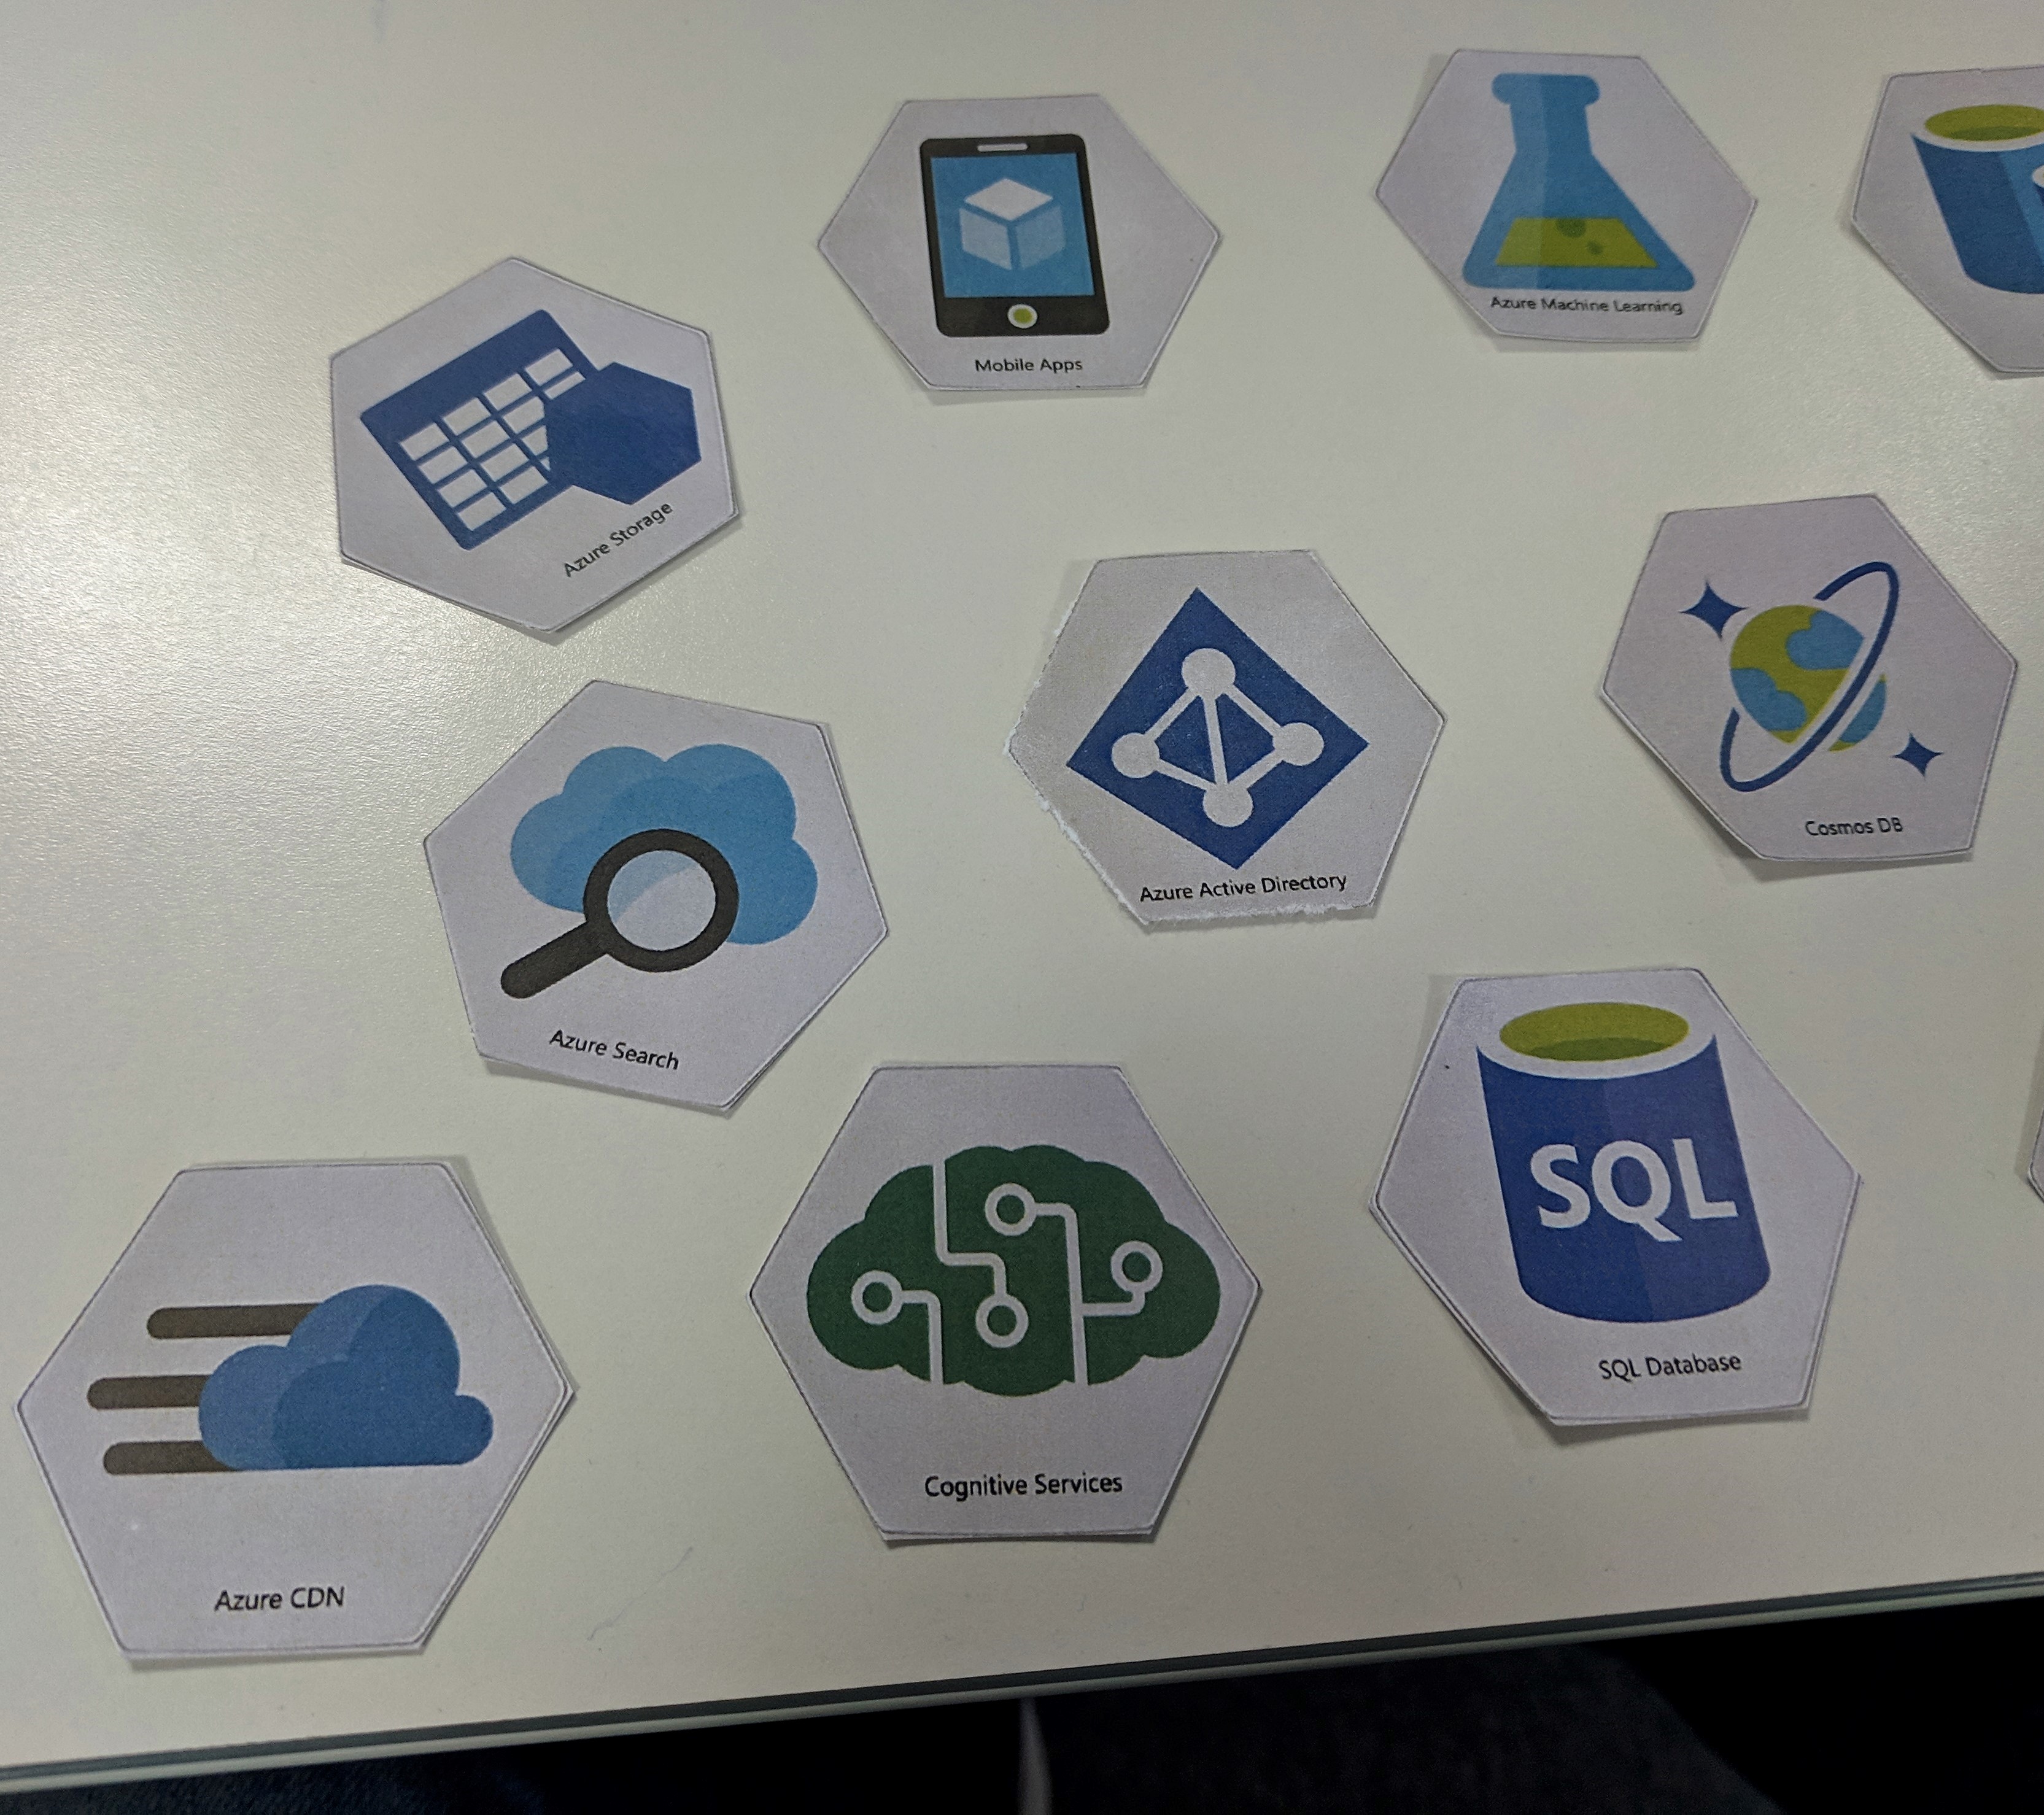 Mobile Apps
Azure Machine Learning
Azure Storage
Azure Active Directory
Cosmos DB
Azure Search
SQL
SQL Database
Cognitive Services
Azure CDN